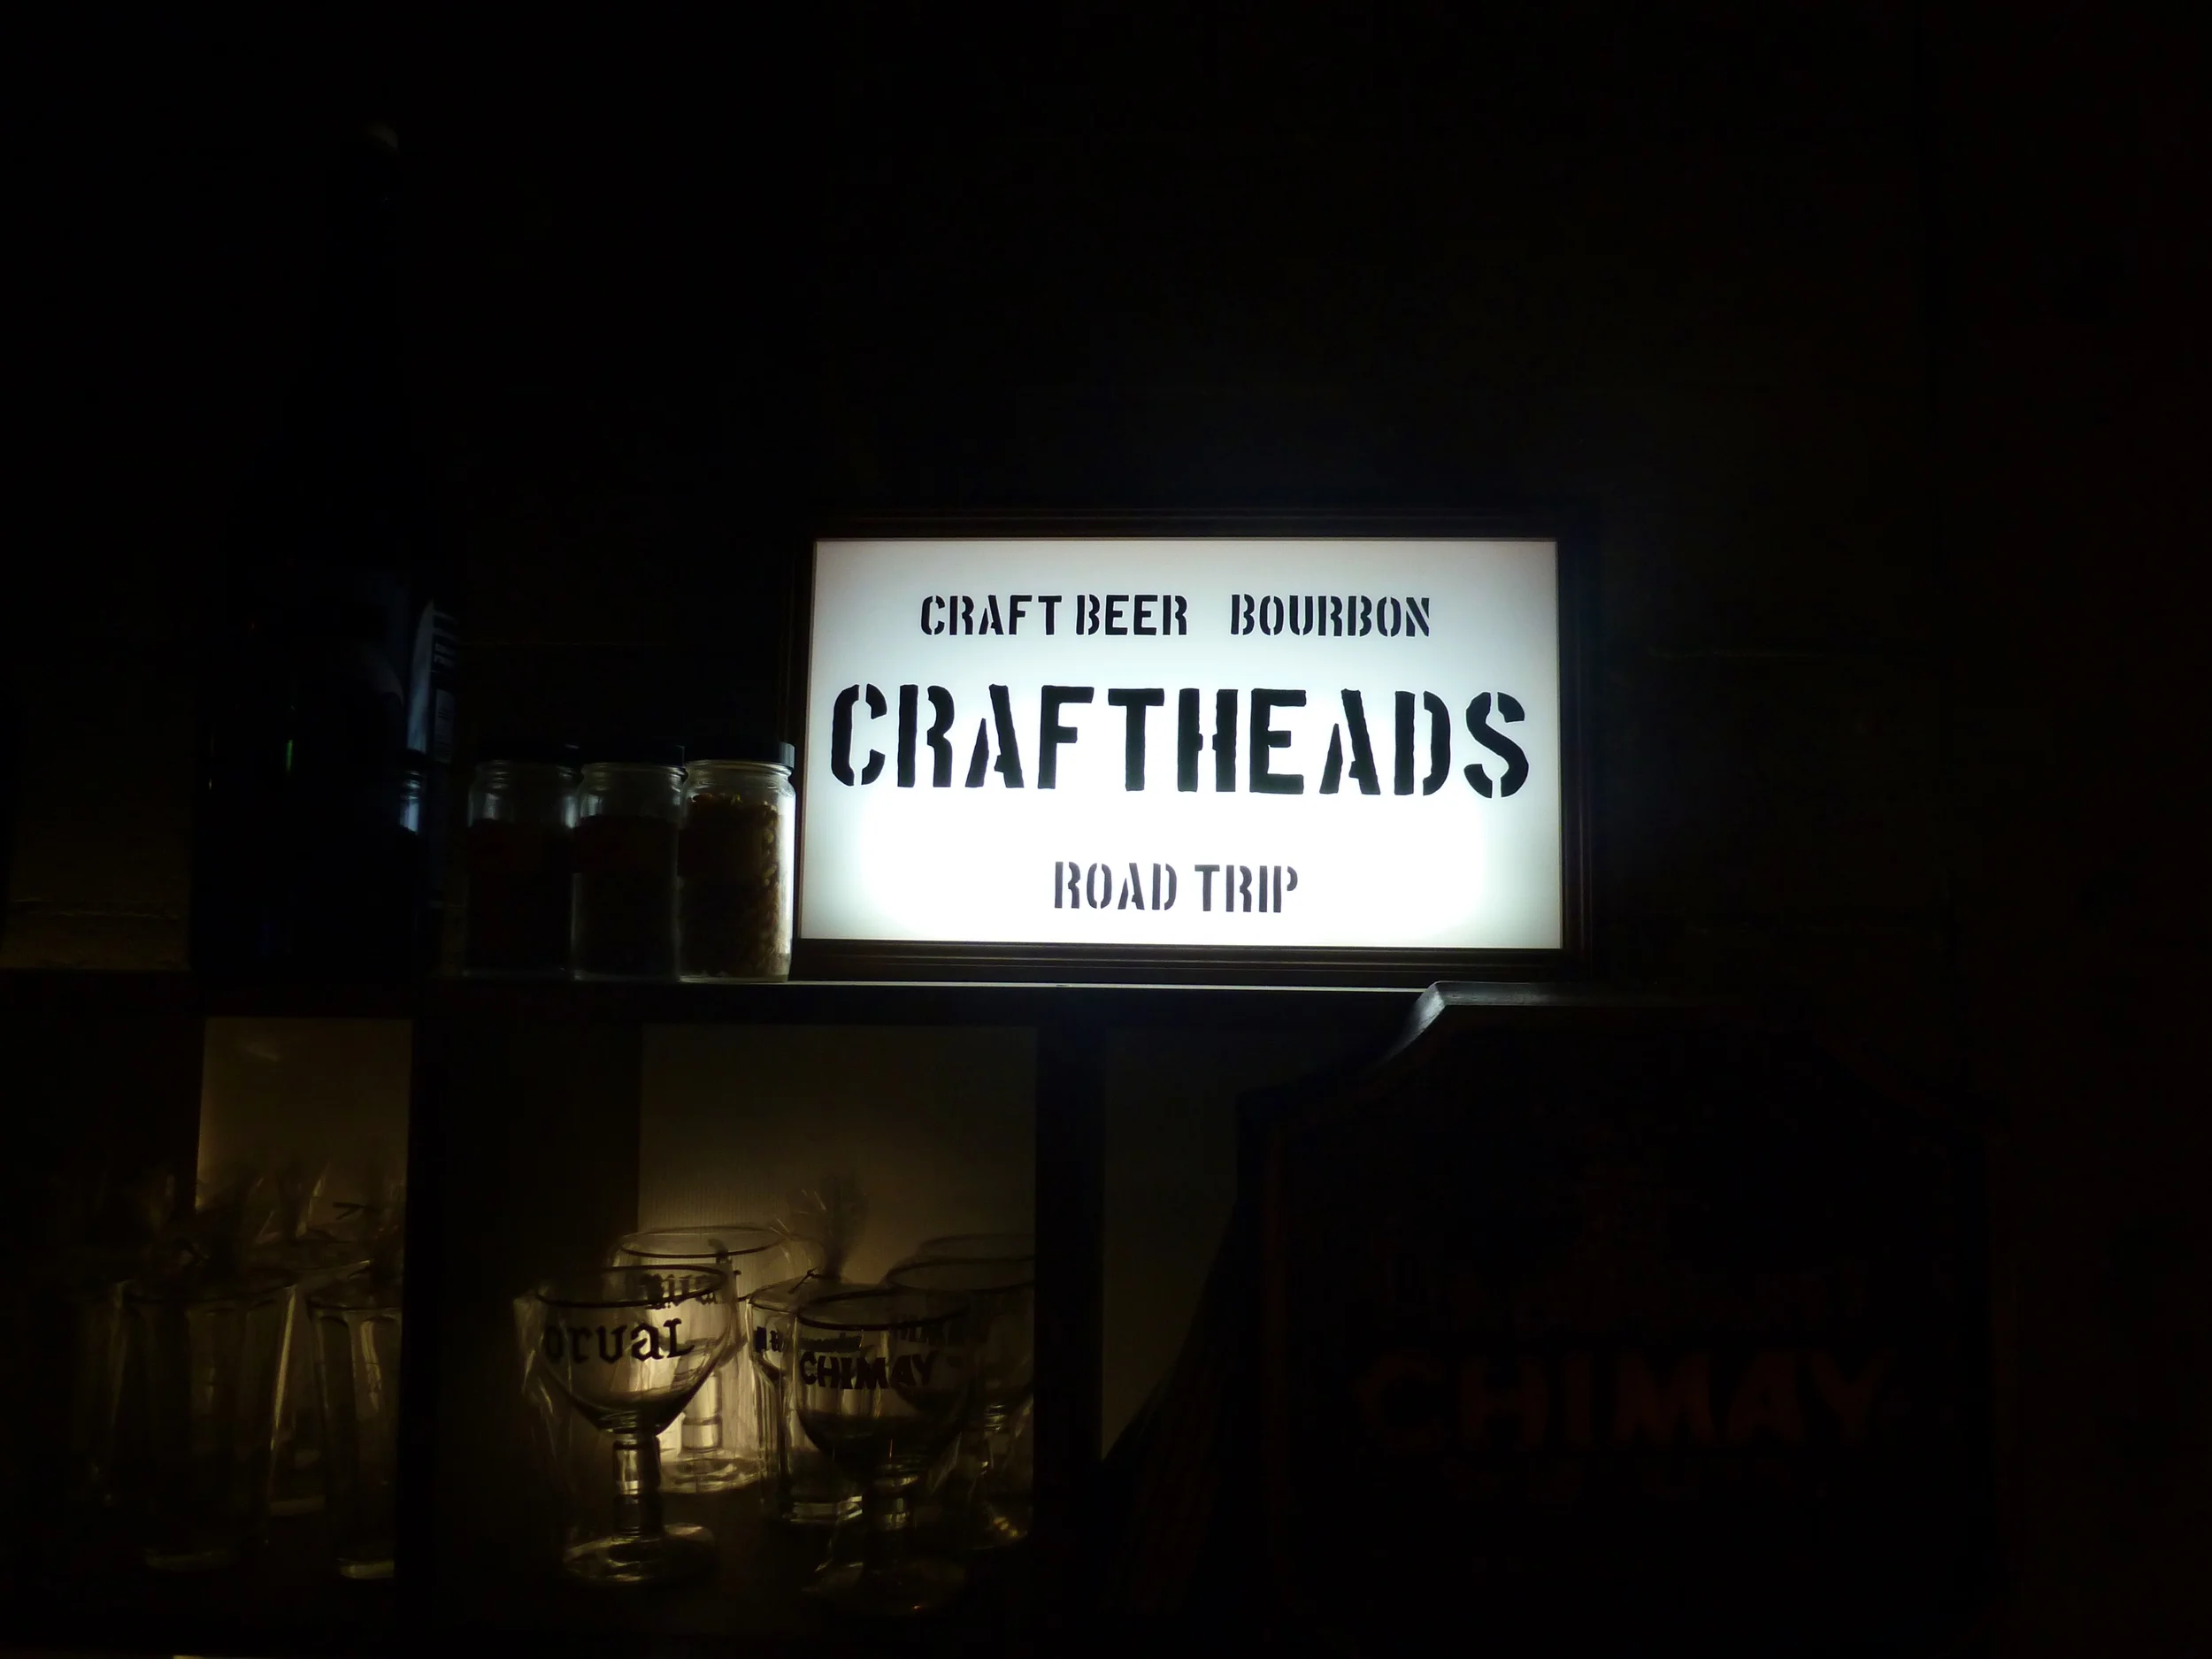 CRAFT BEER BOURBON
CRAFTHEADS
ROAD TRIP
orval
CHIMAY
CHIMAY